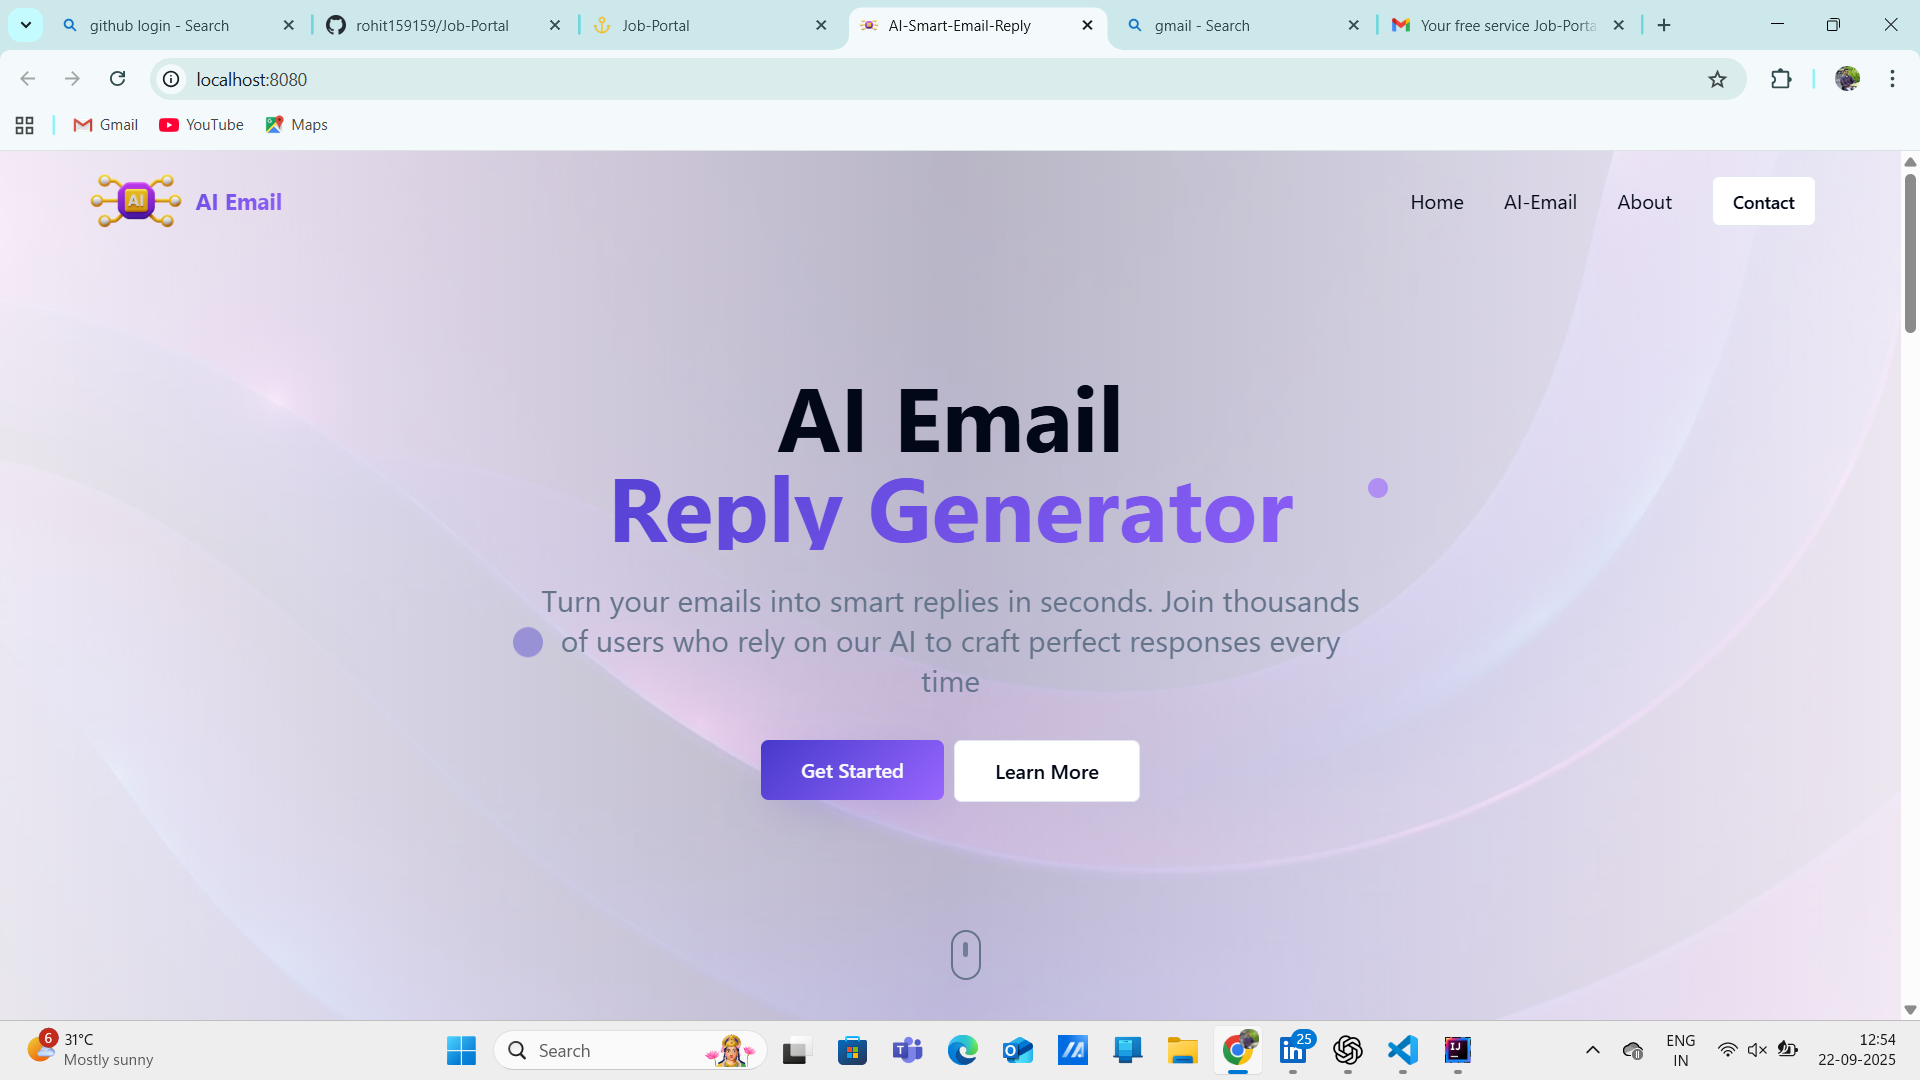 github login - Search
rohit159159/Job-Portal
Job-Portal
AI-Smart-Email-Reply
gmail - Search
Your free service Job-Porta
localhost:8080
Gmail
YouTube
Maps
AI
AI Email
Home
AI-Email
About
Contact
AI Email
Reply Generator
Turn your emails into smart replies in seconds. Join thousands
of users who rely on our AI to craft perfect responses every
time
Get Started
Learn More
6
31°C
Mostly sunny
Search
25
ENG
IN
12:54
22-09-2025